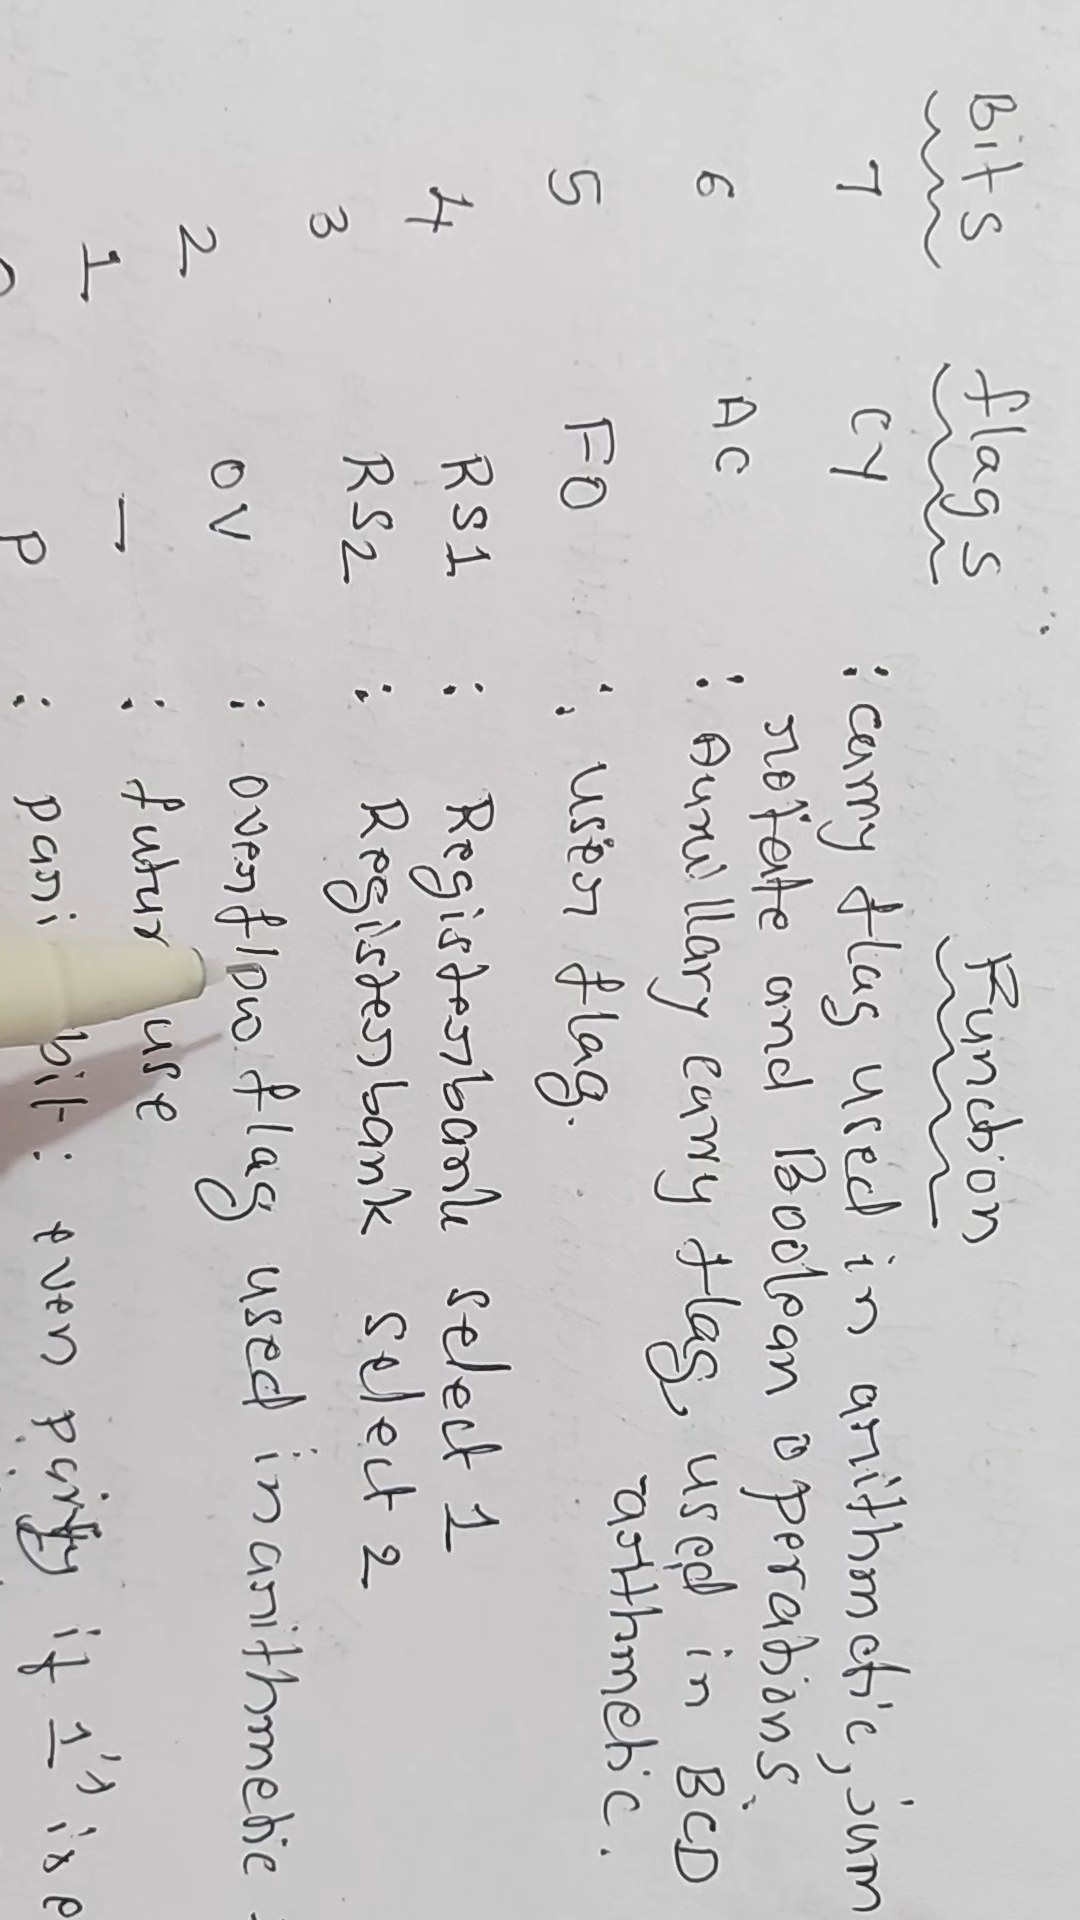 Bits flags Function
7 CY : carry flag used in arithmetic, jum
rotate and Boolean operations
6 AC : Auxillary carry flag, used in BCD
arithmetic.
5 F0 : user flag.
4 RS1 : Registerbank select 1
3 RS2 : Registerbank select 2
2 OV : overflow flag used in arithmetic
1 — : futur use
P : pari bit : even parity if 1's